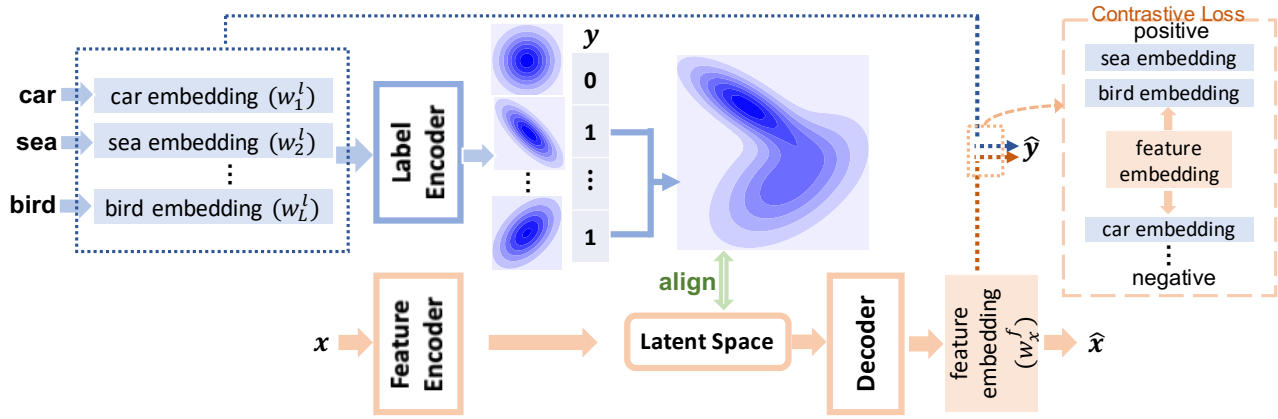 Contrastive Loss
positive
sea embedding
bird embedding
feature
embedding
car embedding
⋮
negative
y
0
1
⋮
1
car
car embedding (w_1^l)
sea
sea embedding (w_2^l)
⋮
bird
bird embedding (w_L^l)
Label
Encoder
⋮
ŷ
align
x
Feature
Encoder
Latent Space
Decoder
feature
embedding
(w_x^f)
x̂